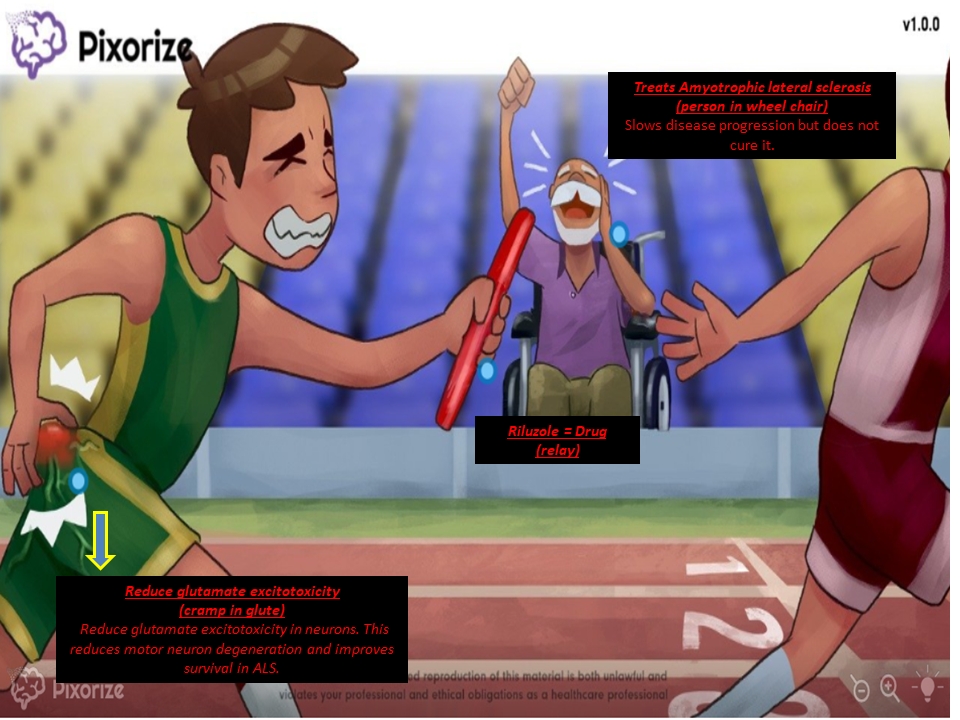 Pixorize
v1.0.0
Treats Amyotrophic lateral sclerosis
(person in wheel chair)
Slows disease progression but does not
cure it.
Riluzole = Drug
(relay)
Reduce glutamate excitotoxicity
(cramp in glute)
Reduce glutamate excitotoxicity in neurons. This
reduces motor neuron degeneration and improves
survival in ALS.
1
2
ed reproduction of this material is both unlawful and
Pixorize
violates your professional and ethical obligations as a healthcare professional